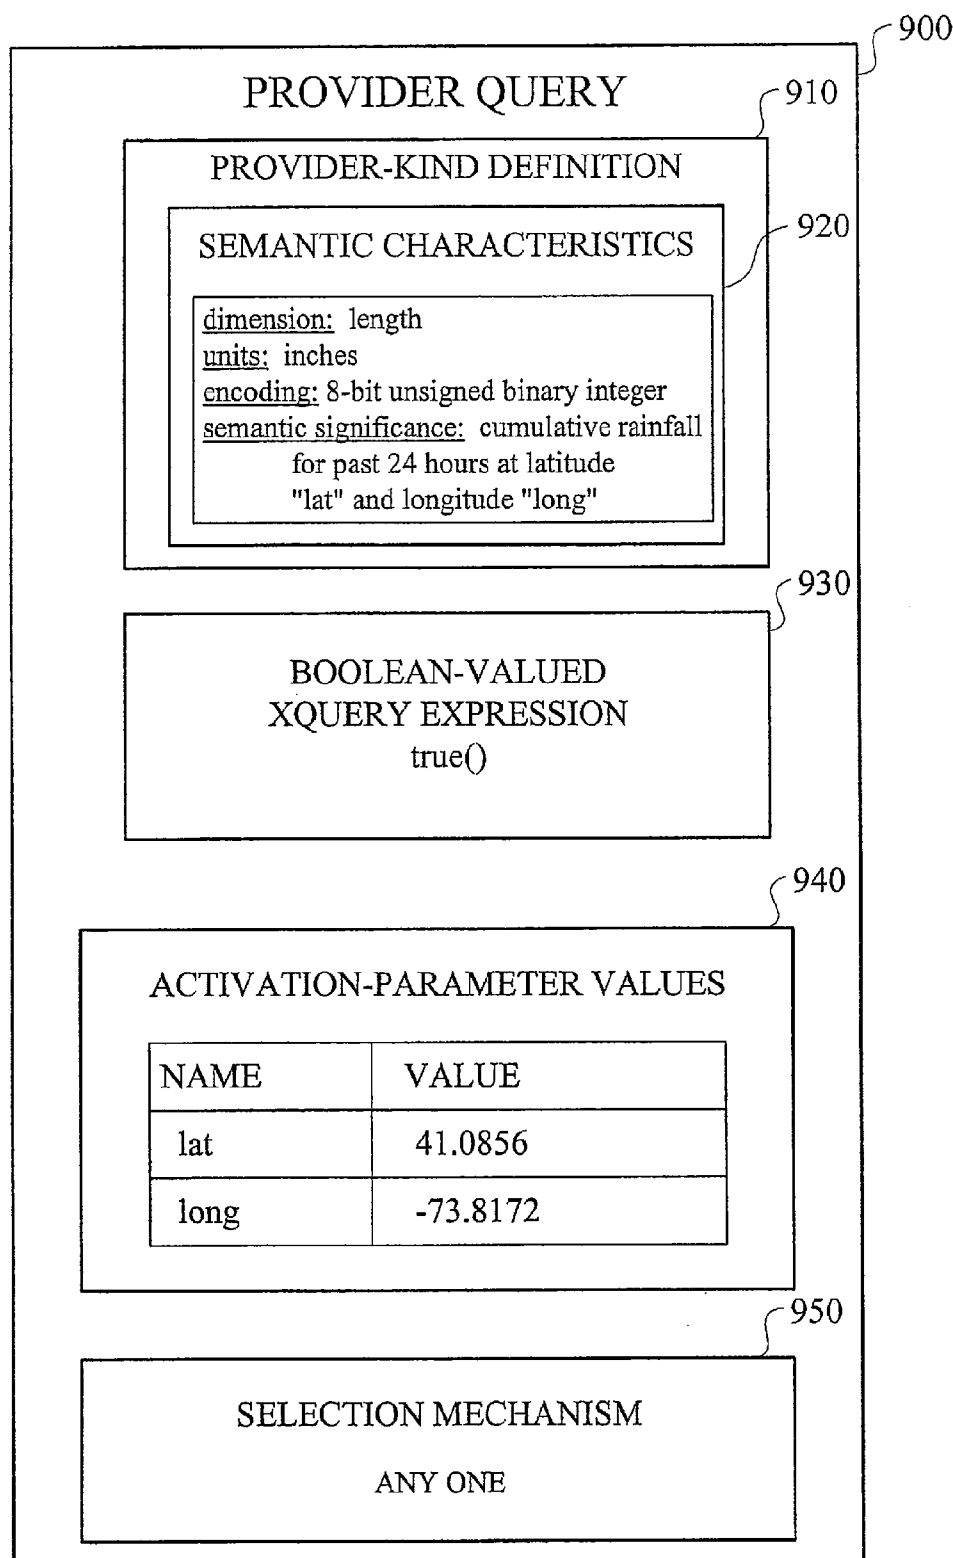 900
PROVIDER QUERY
910
PROVIDER-KIND DEFINITION
920
SEMANTIC CHARACTERISTICS
dimension: length
units: inches
encoding: 8-bit unsigned binary integer
semantic significance: cumulative rainfall
for past 24 hours at latitude
"lat" and longitude "long"
930
BOOLEAN-VALUED
XQUERY EXPRESSION
true()
940
ACTIVATION-PARAMETER VALUES
NAME VALUE
lat 41.0856
long -73.8172
950
SELECTION MECHANISM
ANY ONE